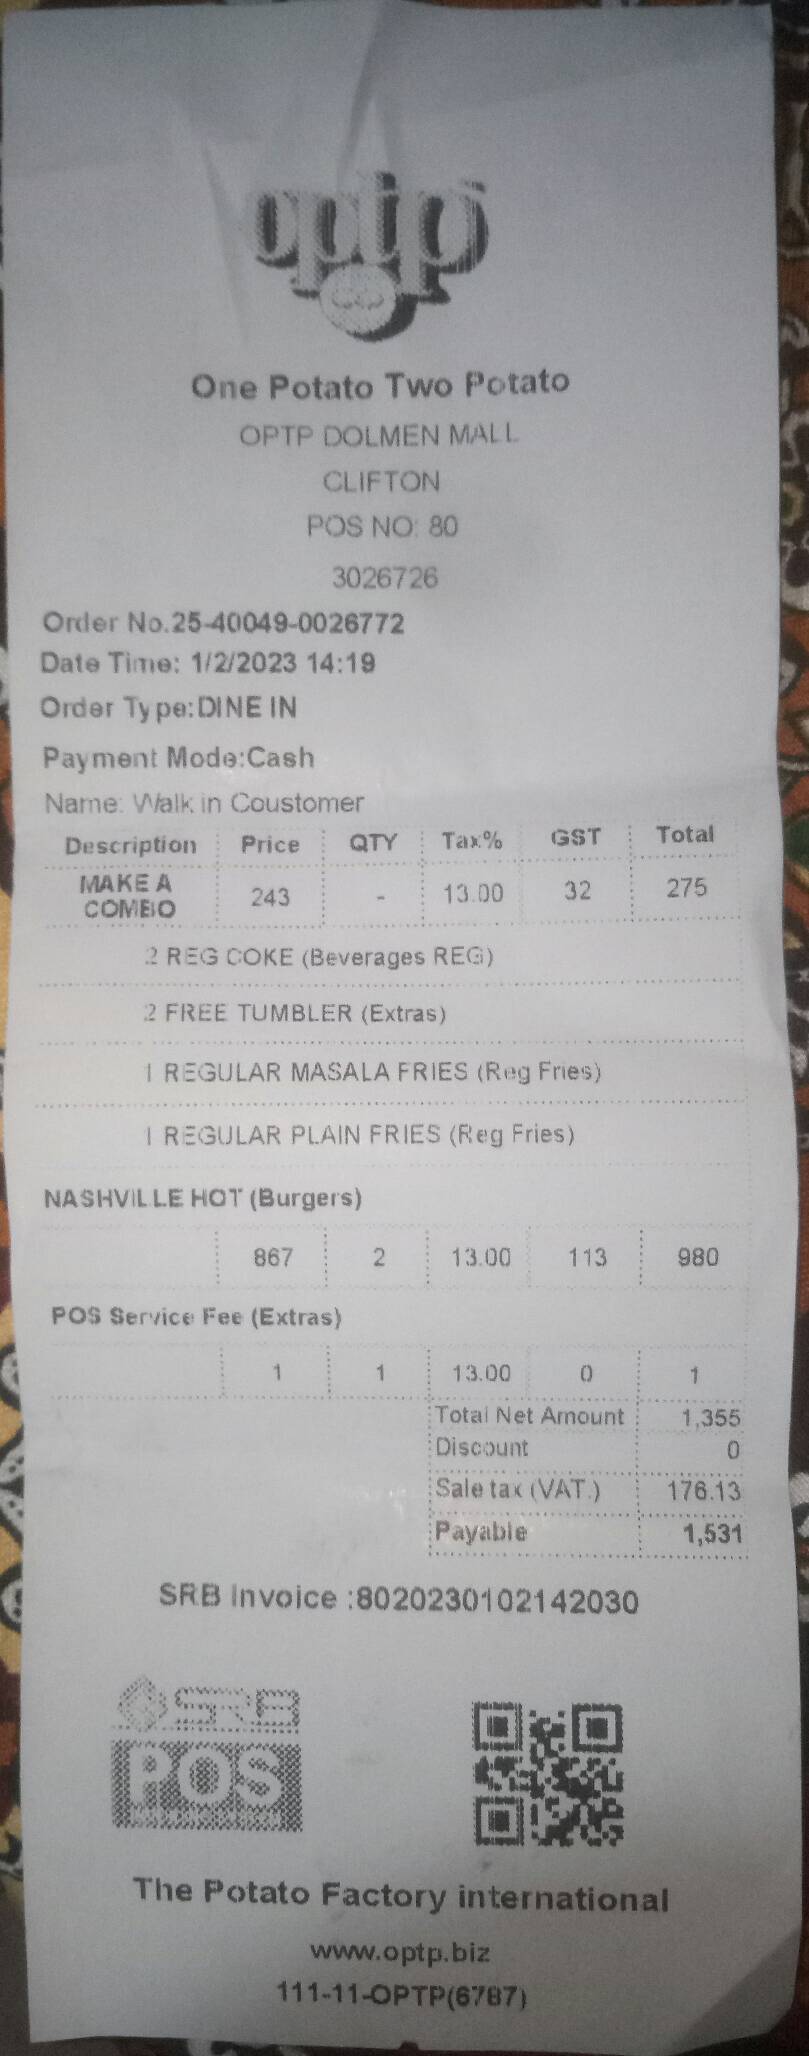 optp
One Potato Two Potato
OPTP DOLMEN MALL
CLIFTON
POS NO: 80
3026726
Order No.25-40049-0026772
Date Time: 1/2/2023 14:19
Order Type:DINE IN
Payment Mode:Cash
Name: Walk in Coustomer
Description Price QTY Tax% GST Total
MAKE A COMBO 243 - 13.00 32 275
2 REG COKE (Beverages REG)
2 FREE TUMBLER (Extras)
1 REGULAR MASALA FRIES (Reg Fries)
1 REGULAR PLAIN FRIES (Reg Fries)
NASHVILLE HOT (Burgers)
867 2 13.00 113 980
POS Service Fee (Extras)
1 1 13.00 0 1
Total Net Amount 1,355
Discount 0
Sale tax (VAT.) 176.13
Payable 1,531
SRB Invoice :8020230102142030
SRB
POS
The Potato Factory international
www.optp.biz
111-11-OPTP(6787)